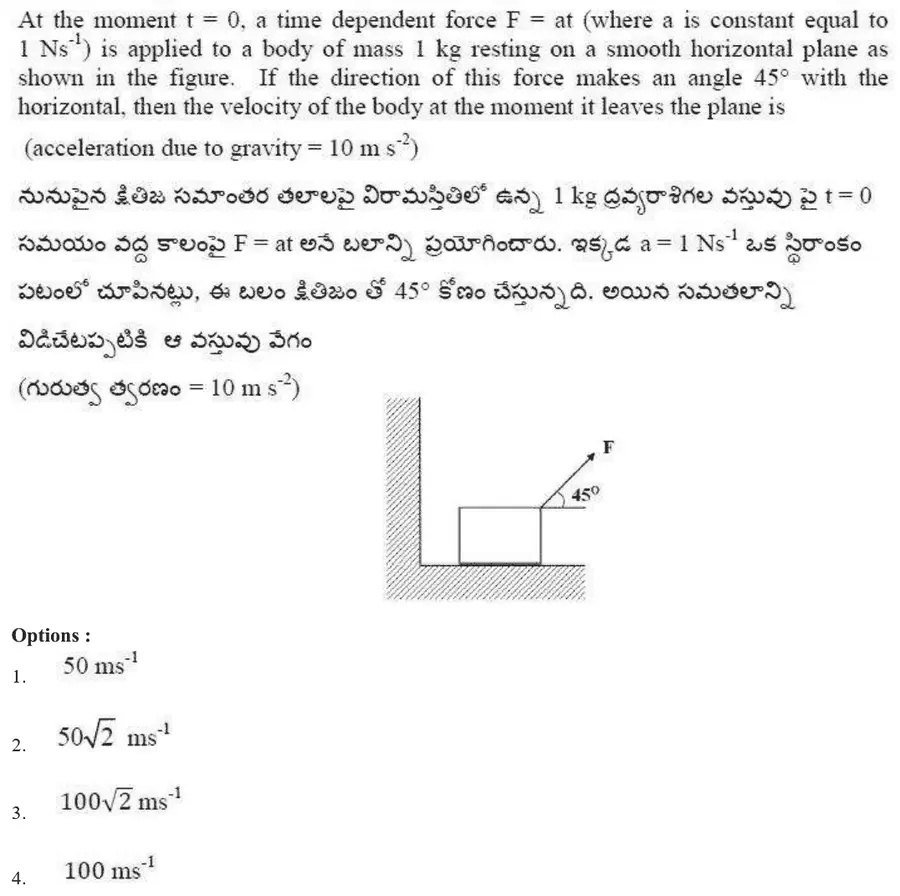 At the moment t = 0, a time dependent force F = at (where a is constant equal to
1 Ns⁻¹) is applied to a body of mass 1 kg resting on a smooth horizontal plane as
shown in the figure. If the direction of this force makes an angle 45° with the
horizontal, then the velocity of the body at the moment it leaves the plane is
(acceleration due to gravity = 10 m s⁻²)
నునుపైన క్షితిజ సమాంతర తలాలపై విరామస్తితిలో ఉన్న 1 kg ద్రవ్యరాశిగల వస్తువు పై t = 0
సమయం వద్ద కాలంపై F = at అనే బలాన్ని ప్రయోగించారు. ఇక్కడ a = 1 Ns⁻¹ ఒక స్థిరాంకం
పటంలో చూపినట్లు, ఈ బలం క్షితిజం తో 45° కోణం చేస్తున్నది. అయిన సమతలాన్ని
విడిచేటప్పటికి ఆ వస్తువు వేగం
(గురుత్వ త్వరణం = 10 m s⁻²)
F
45⁰
Options :
1. 50 ms⁻¹
2. 50√2 ms⁻¹
3. 100√2 ms⁻¹
4. 100 ms⁻¹